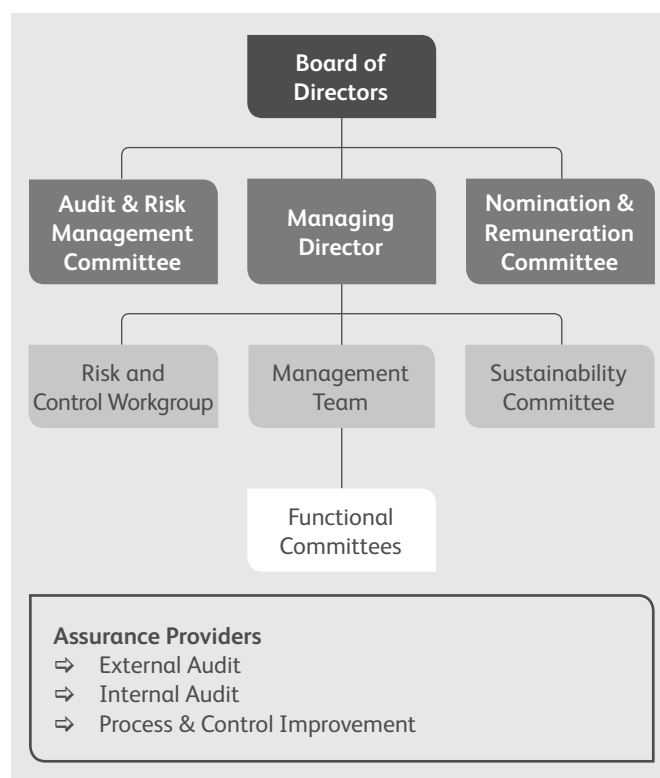 Board of
Directors
Audit & Risk
Management
Committee
Managing
Director
Nomination &
Remuneration
Committee
Risk and
Control Workgroup
Management
Team
Sustainability
Committee
Functional
Committees
Assurance Providers
⇨ External Audit
⇨ Internal Audit
⇨ Process & Control Improvement